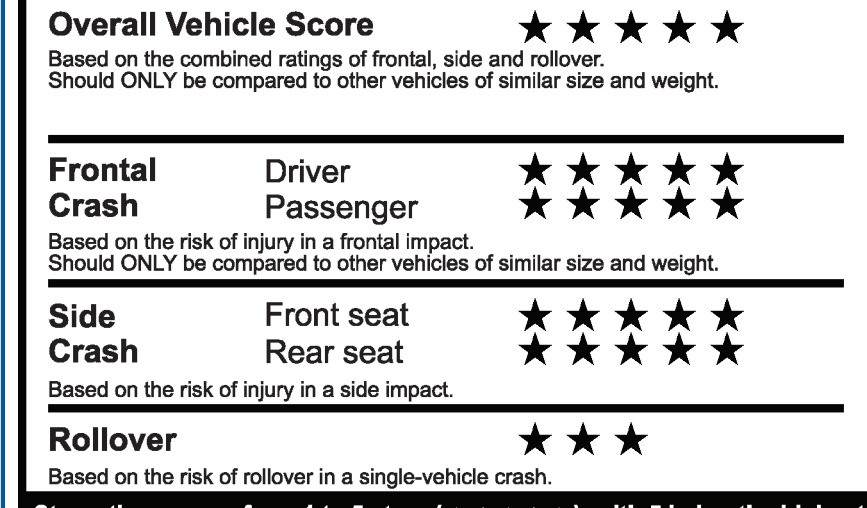 Overall Vehicle Score ★ ★ ★ ★ ★
Based on the combined ratings of frontal, side and rollover.
Should ONLY be compared to other vehicles of similar size and weight.
Frontal Driver ★ ★ ★ ★ ★
Crash Passenger ★ ★ ★ ★ ★
Based on the risk of injury in a frontal impact.
Should ONLY be compared to other vehicles of similar size and weight.
Side Front seat ★ ★ ★ ★ ★
Crash Rear seat ★ ★ ★ ★ ★
Based on the risk of injury in a side impact.
Rollover ★ ★ ★
Based on the risk of rollover in a single-vehicle crash.